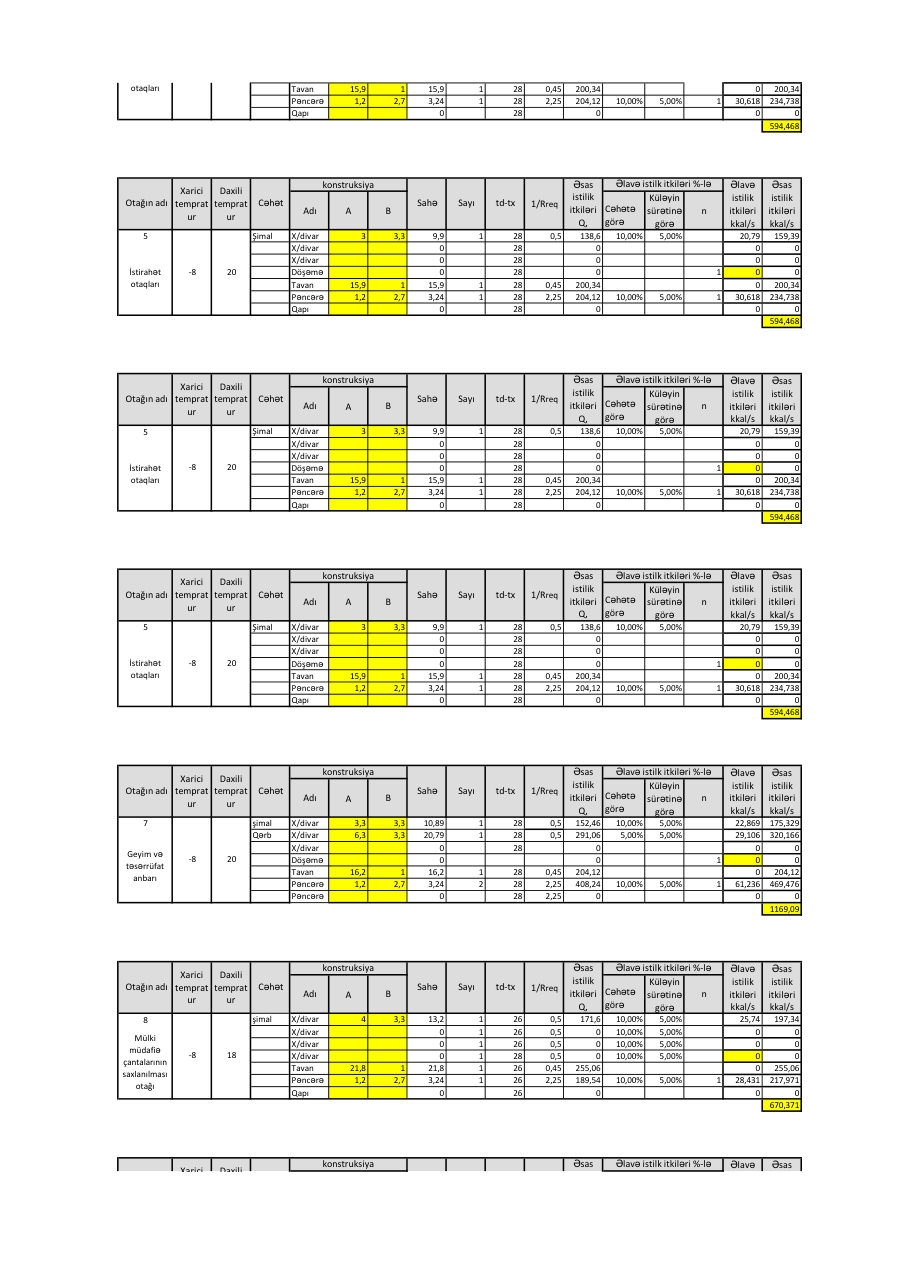 otaqları Tavan 15,9 1 15,9 1 28 0,45 200,34 0 200,34
Pəncərə 1,2 2,7 3,24 1 28 2,25 204,12 10,00% 5,00% 1 30,618 234,738
Qapı 0 28 0 0 0
594,468
Otağın adı Xarici temprat ur Daxili temprat ur Cəhət konstruksiya Sahə Sayı td-tx 1/Rreq Əsas istilik itkiləri Q, Əlavə istilik itkiləri %-lə Əlavə istilik itkiləri kkal/s Əsas istilik itkiləri kkal/s
Adı A B Cəhətə görə Küləyin sürətinə görə n
5 Şimal X/divar 3 3,3 9,9 1 28 0,5 138,6 10,00% 5,00% 20,79 159,39
X/divar 0 28 0 0 0
X/divar 0 28 0 0 0
İstirahət otaqları -8 20 Döşəmə 0 28 0 1 0 0
Tavan 15,9 1 15,9 1 28 0,45 200,34 0 200,34
Pəncərə 1,2 2,7 3,24 1 28 2,25 204,12 10,00% 5,00% 1 30,618 234,738
Qapı 0 28 0 0 0
594,468
Otağın adı Xarici temprat ur Daxili temprat ur Cəhət konstruksiya Sahə Sayı td-tx 1/Rreq Əsas istilik itkiləri Q, Əlavə istilik itkiləri %-lə Əlavə istilik itkiləri kkal/s Əsas istilik itkiləri kkal/s
Adı A B Cəhətə görə Küləyin sürətinə görə n
5 Şimal X/divar 3 3,3 9,9 1 28 0,5 138,6 10,00% 5,00% 20,79 159,39
X/divar 0 28 0 0 0
X/divar 0 28 0 0 0
İstirahət otaqları -8 20 Döşəmə 0 28 0 1 0 0
Tavan 15,9 1 15,9 1 28 0,45 200,34 0 200,34
Pəncərə 1,2 2,7 3,24 1 28 2,25 204,12 10,00% 5,00% 1 30,618 234,738
Qapı 0 28 0 0 0
594,468
Otağın adı Xarici temprat ur Daxili temprat ur Cəhət konstruksiya Sahə Sayı td-tx 1/Rreq Əsas istilik itkiləri Q, Əlavə istilik itkiləri %-lə Əlavə istilik itkiləri kkal/s Əsas istilik itkiləri kkal/s
Adı A B Cəhətə görə Küləyin sürətinə görə n
5 Şimal X/divar 3 3,3 9,9 1 28 0,5 138,6 10,00% 5,00% 20,79 159,39
X/divar 0 28 0 0 0
X/divar 0 28 0 0 0
İstirahət otaqları -8 20 Döşəmə 0 28 0 1 0 0
Tavan 15,9 1 15,9 1 28 0,45 200,34 0 200,34
Pəncərə 1,2 2,7 3,24 1 28 2,25 204,12 10,00% 5,00% 1 30,618 234,738
Qapı 0 28 0 0 0
594,468
Otağın adı Xarici temprat ur Daxili temprat ur Cəhət konstruksiya Sahə Sayı td-tx 1/Rreq Əsas istilik itkiləri Q, Əlavə istilik itkiləri %-lə Əlavə istilik itkiləri kkal/s Əsas istilik itkiləri kkal/s
Adı A B Cəhətə görə Küləyin sürətinə görə n
7 şimal X/divar 3,3 3,3 10,89 1 28 0,5 152,46 10,00% 5,00% 22,869 175,329
Qərb X/divar 6,3 3,3 20,79 1 28 0,5 291,06 5,00% 5,00% 29,106 320,166
X/divar 0 28 0 0 0
Geyim və təsərrüfat anbarı -8 20 Döşəmə 0 1 0 0
Tavan 16,2 1 16,2 1 28 0,45 204,12 0 204,12
Pəncərə 1,2 2,7 3,24 2 28 2,25 408,24 10,00% 5,00% 1 61,236 469,476
Pəncərə 0 28 2,25 0 0 0
1169,09
Otağın adı Xarici temprat ur Daxili temprat ur Cəhət konstruksiya Sahə Sayı td-tx 1/Rreq Əsas istilik itkiləri Q, Əlavə istilik itkiləri %-lə Əlavə istilik itkiləri kkal/s Əsas istilik itkiləri kkal/s
Adı A B Cəhətə görə Küləyin sürətinə görə n
8 şimal X/divar 4 3,3 13,2 1 26 0,5 171,6 10,00% 5,00% 25,74 197,34
X/divar 0 1 26 0,5 0 10,00% 5,00% 0 0
X/divar 0 1 26 0,5 0 10,00% 5,00% 0 0
Mülki müdafiə çantalarının saxlanılması otağı -8 18 X/divar 0 1 28 0,5 0 10,00% 5,00% 0 0
Tavan 21,8 1 21,8 1 26 0,45 255,06 0 255,06
Pəncərə 1,2 2,7 3,24 1 26 2,25 189,54 10,00% 5,00% 1 28,431 217,971
Qapı 0 26 0 0 0
670,371
Xarici Daxili konstruksiya Əsas Əlavə istilik itkiləri %-lə Əlavə Əsas